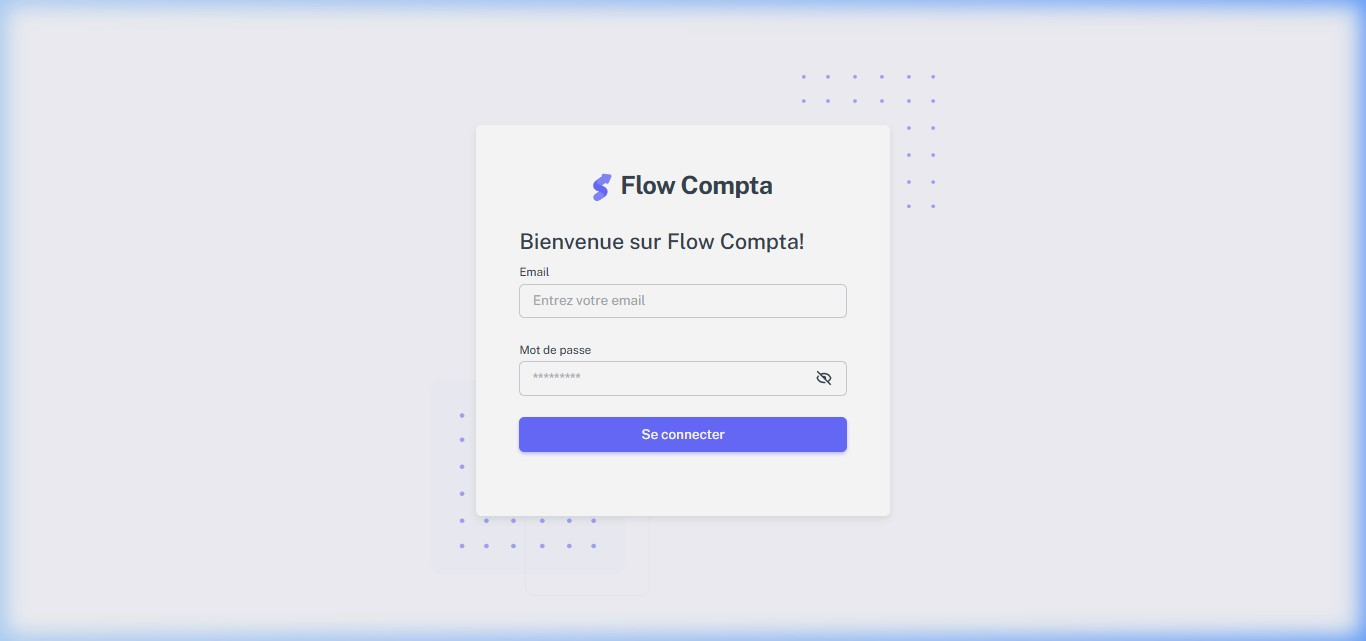 Flow Compta
Bienvenue sur Flow Compta!
Email
Entrez votre email
Mot de passe
*********
Se connecter